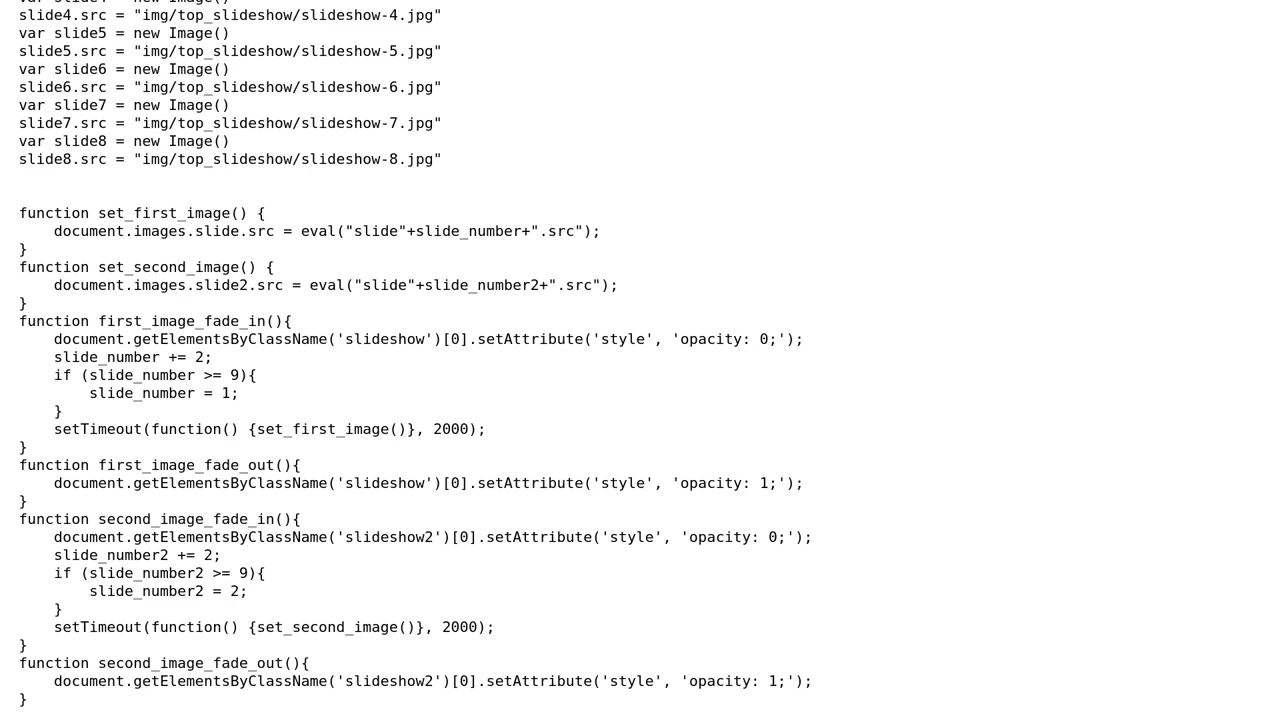 var slide4 = new Image()
slide4.src = "img/top_slideshow/slideshow-4.jpg"
var slide5 = new Image()
slide5.src = "img/top_slideshow/slideshow-5.jpg"
var slide6 = new Image()
slide6.src = "img/top_slideshow/slideshow-6.jpg"
var slide7 = new Image()
slide7.src = "img/top_slideshow/slideshow-7.jpg"
var slide8 = new Image()
slide8.src = "img/top_slideshow/slideshow-8.jpg"
function set_first_image() {
    document.images.slide.src = eval("slide"+slide_number+".src");
}
function set_second_image() {
    document.images.slide2.src = eval("slide"+slide_number2+".src");
}
function first_image_fade_in(){
    document.getElementsByClassName('slideshow')[0].setAttribute('style', 'opacity: 0;');
    slide_number += 2;
    if (slide_number >= 9){
        slide_number = 1;
    }
    setTimeout(function() {set_first_image()}, 2000);
}
function first_image_fade_out(){
    document.getElementsByClassName('slideshow')[0].setAttribute('style', 'opacity: 1;');
}
function second_image_fade_in(){
    document.getElementsByClassName('slideshow2')[0].setAttribute('style', 'opacity: 0;');
    slide_number2 += 2;
    if (slide_number2 >= 9){
        slide_number2 = 2;
    }
    setTimeout(function() {set_second_image()}, 2000);
}
function second_image_fade_out(){
    document.getElementsByClassName('slideshow2')[0].setAttribute('style', 'opacity: 1;');
}